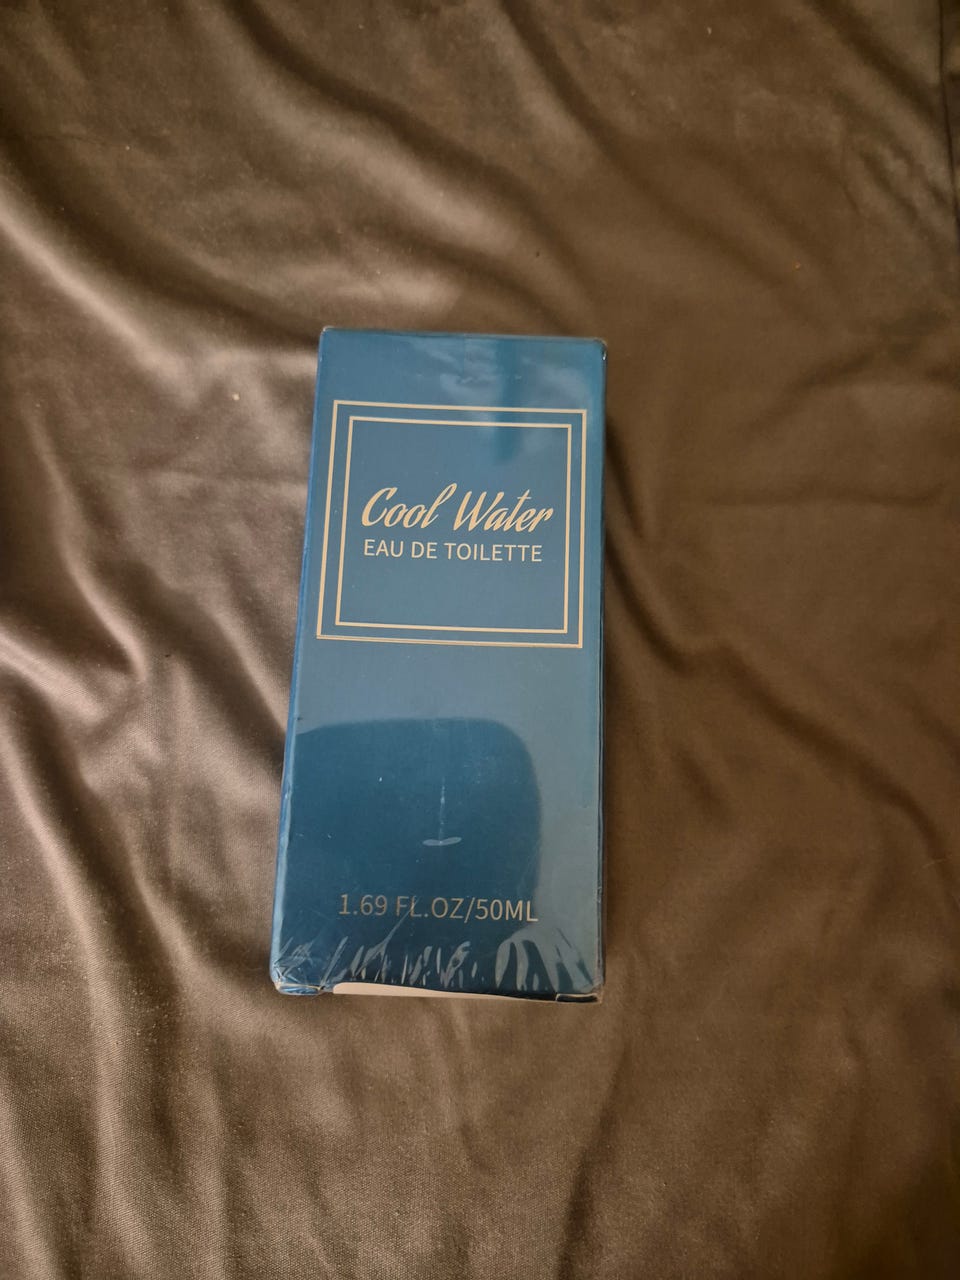 Cool Water
EAU DE TOILETTE
1.69 FL.OZ/50ML